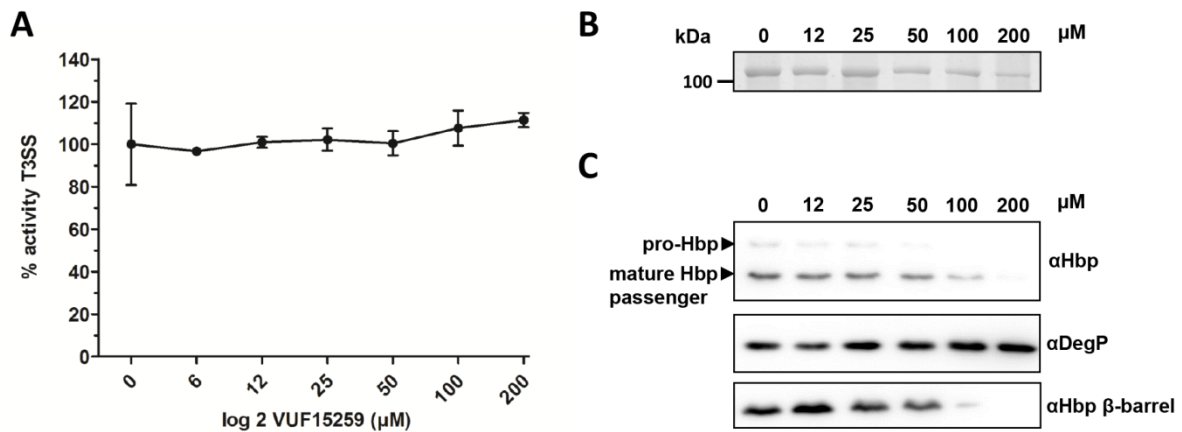 A
% activity T3SS
140
120
100
80
60
40
20
0
0 6 12 25 50 100 200
log 2 VUF15259 (µM)
B
kDa 0 12 25 50 100 200 µM
100
C
0 12 25 50 100 200 µM
pro-Hbp
mature Hbp
passenger
αHbp
αDegP
αHbp β-barrel